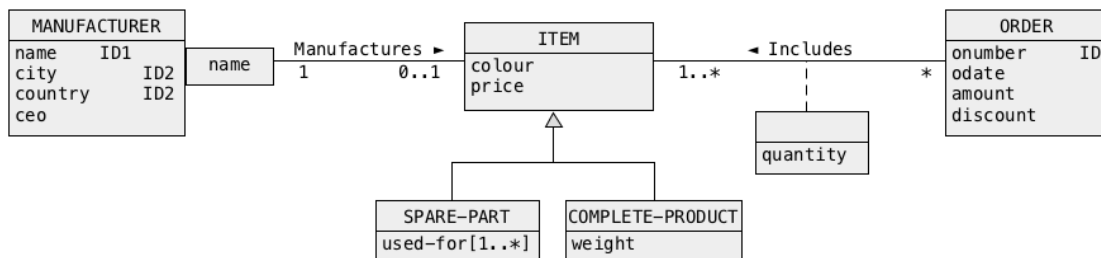 MANUFACTURER
name ID1
city ID2
country ID2
ceo
name
Manufactures ►
1 0..1
ITEM
colour
price
◄ Includes
1..* *
quantity
ORDER
onumber ID
odate
amount
discount
SPARE-PART
used-for[1..*]
COMPLETE-PRODUCT
weight